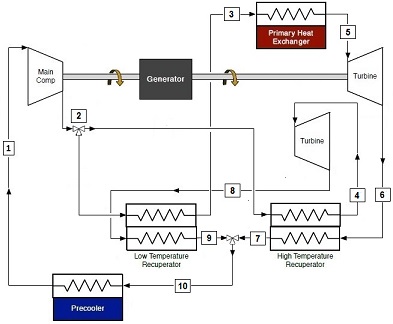 3
Primary Heat
Exchanger
5
Main
Comp
Generator
Turbine
2
Turbine
1
8
4
6
9
7
Low Temperature
Recuperator
High Temperature
Recuperator
10
Precooler